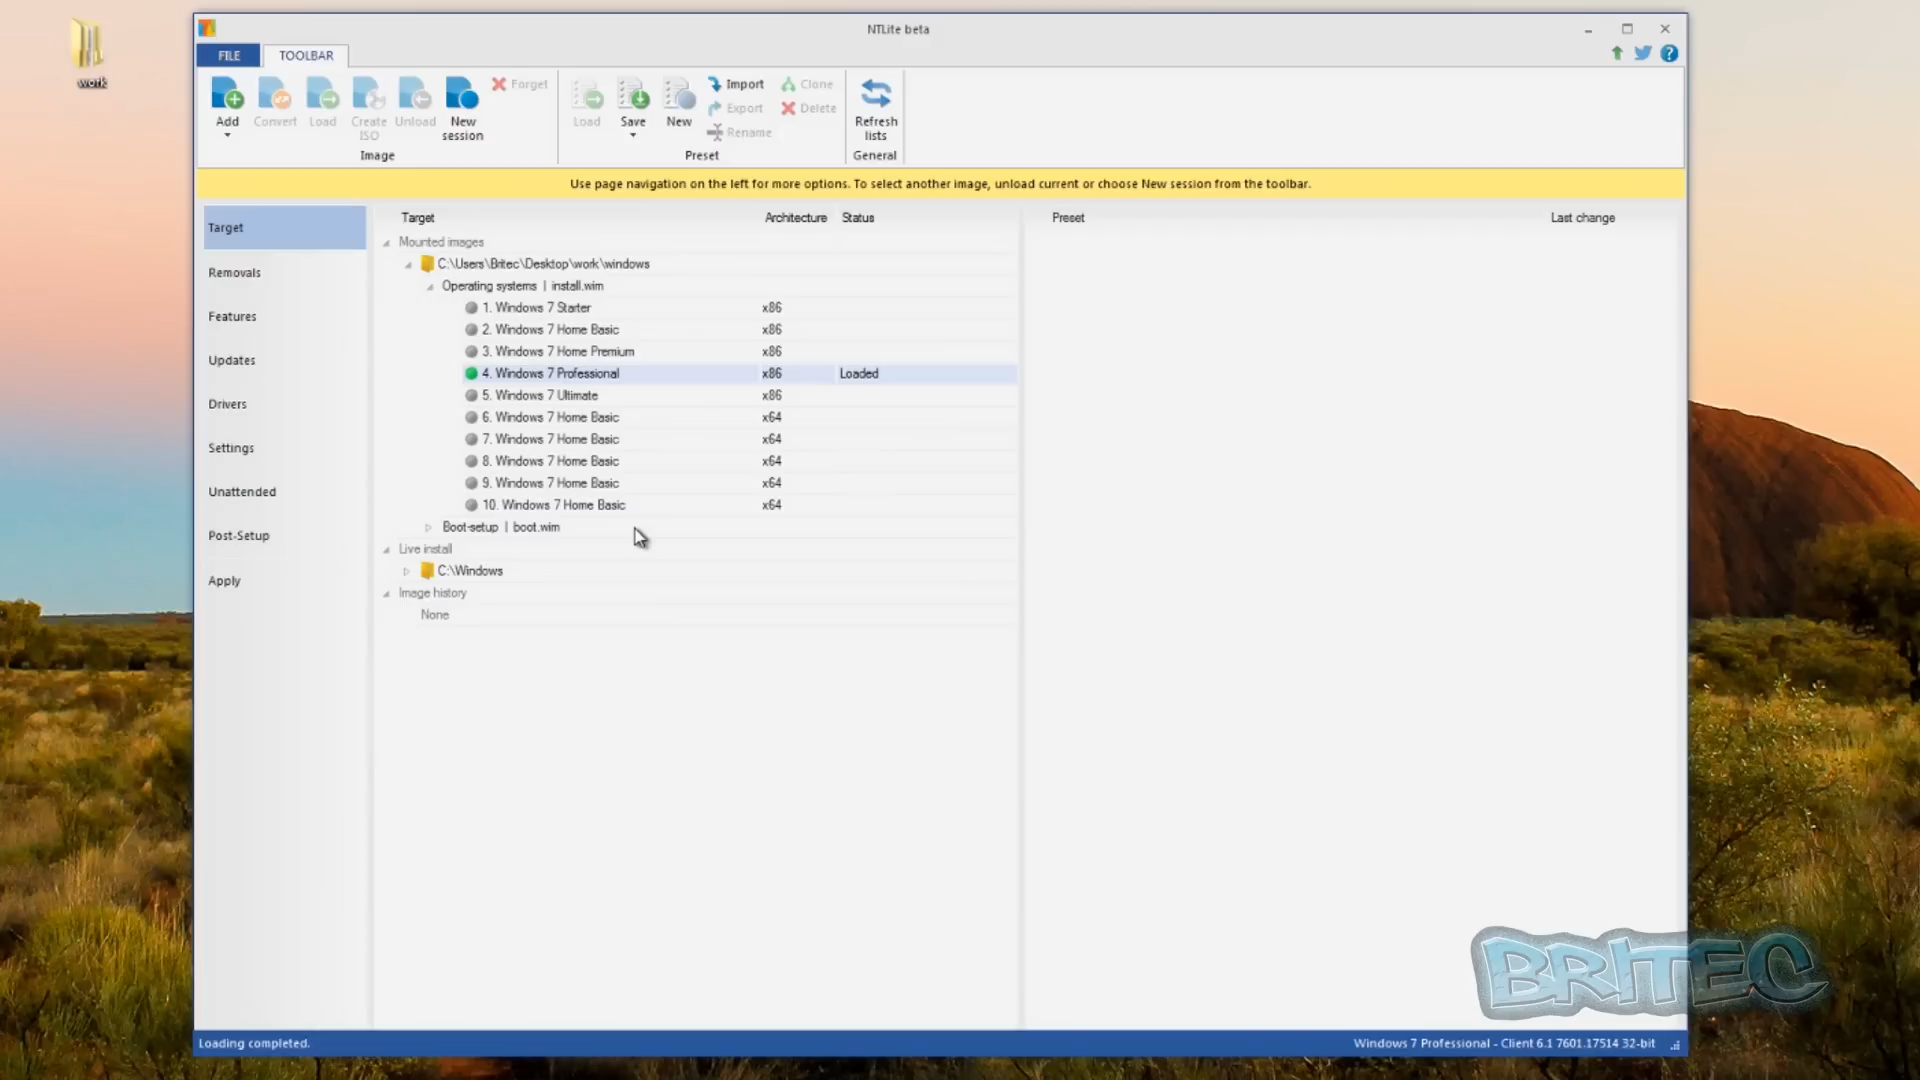 work
NTLite beta
FILE TOOLBAR
Add Convert Load Create ISO Unload New session Forget
Image
Load Save New Import Export Rename Clone Delete
Preset
Refresh lists
General
Use page navigation on the left for more options. To select another image, unload current or choose New session from the toolbar.
Target
Removals
Features
Updates
Drivers
Settings
Unattended
Post-Setup
Apply
Target Architecture Status
Mounted images
C:\Users\Britec\Desktop\work\windows
Operating systems | install.wim
1. Windows 7 Starter x86
2. Windows 7 Home Basic x86
3. Windows 7 Home Premium x86
4. Windows 7 Professional x86 Loaded
5. Windows 7 Ultimate x86
6. Windows 7 Home Basic x64
7. Windows 7 Home Basic x64
8. Windows 7 Home Basic x64
9. Windows 7 Home Basic x64
10. Windows 7 Home Basic x64
Boot-setup | boot.wim
Live install
C:\Windows
Image history
None
Preset Last change
BRITEC
Loading completed.
Windows 7 Professional - Client 6.1 7601.17514 32-bit